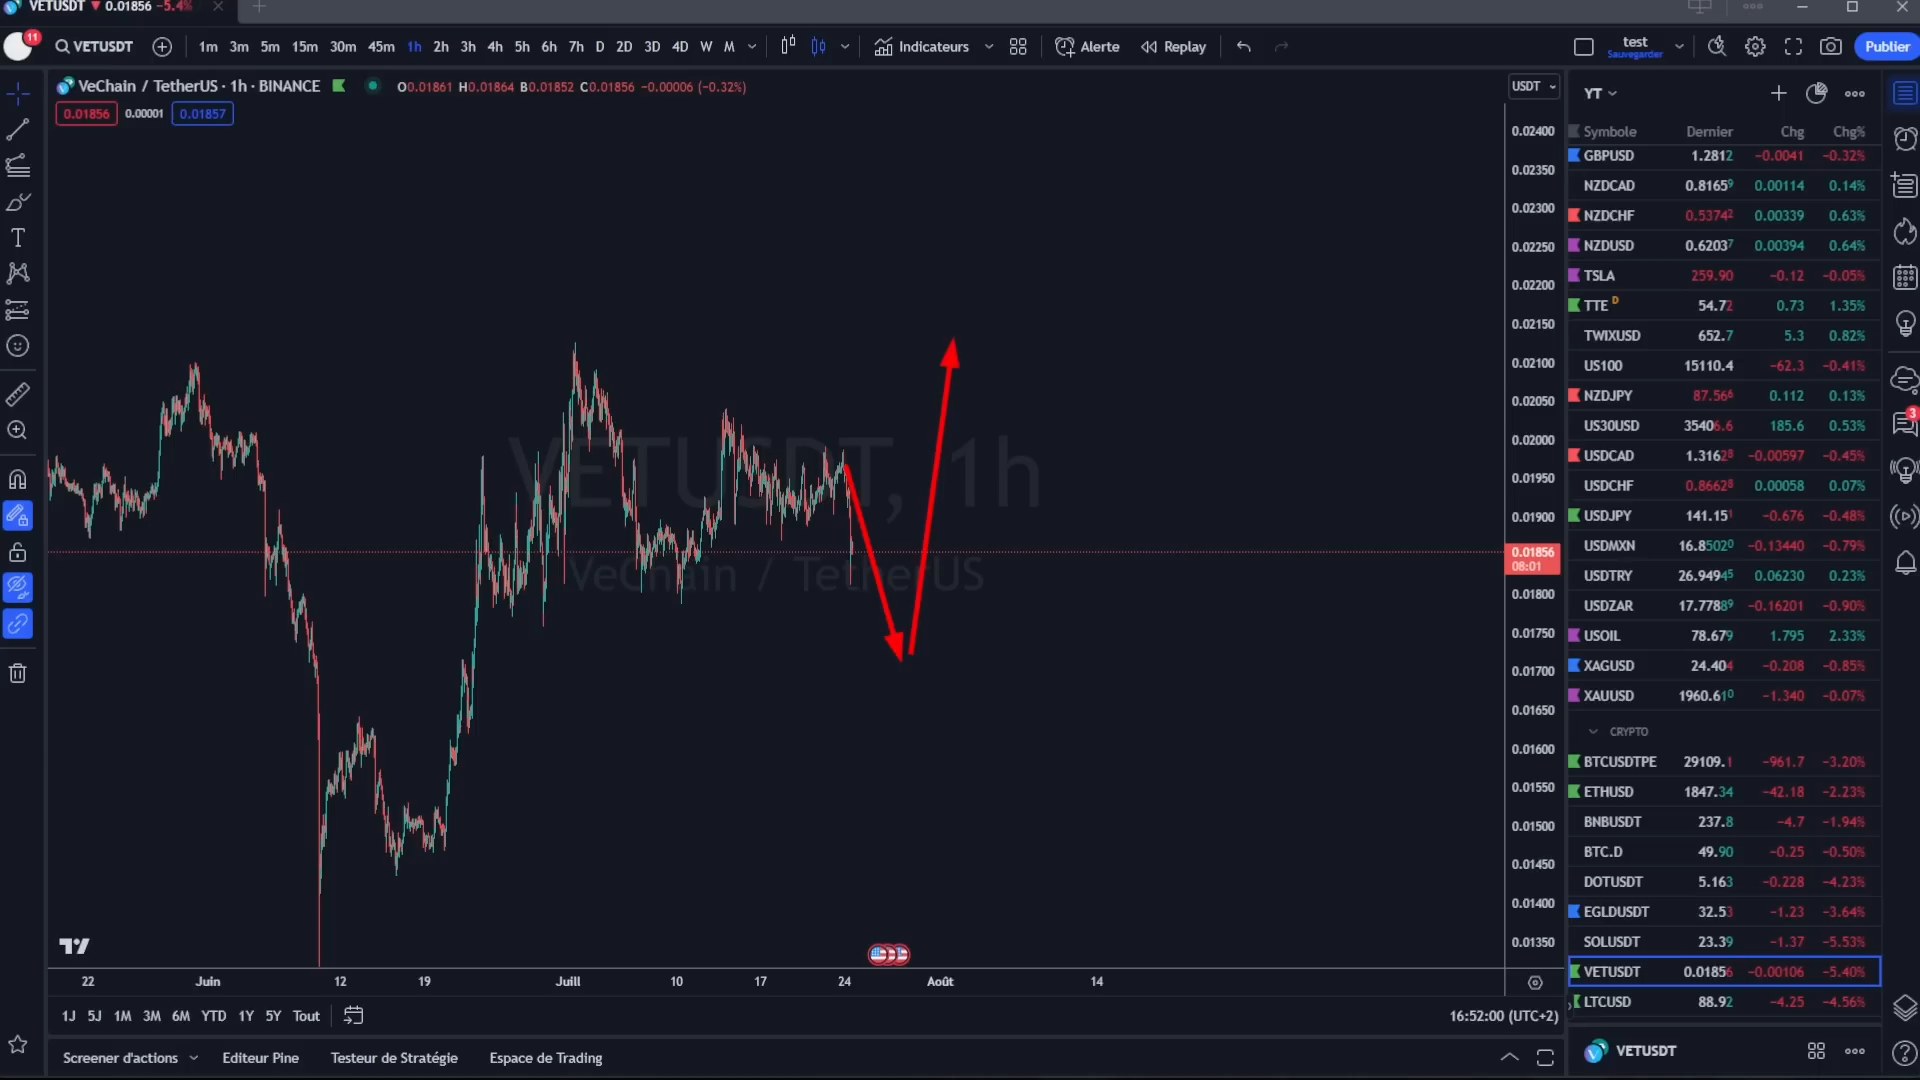 VETUSDT ▼ 0.01856 −5.4%
11
VETUSDT 1m 3m 5m 15m 30m 45m 1h 2h 3h 4h 5h 6h 7h D 2D 3D 4D W M Indicateurs Alerte Replay test Sauvegarder Publier
VeChain / TetherUS · 1h · BINANCE O0.01861 H0.01864 B0.01852 C0.01856 −0.00006 (−0.32%)
0.01856 0.00001 0.01857
USDT
0.02400
0.02350
0.02300
0.02250
0.02200
0.02150
0.02100
0.02050
0.02000
0.01950
0.01900
0.01856
08:01
0.01800
0.01750
0.01700
0.01650
0.01600
0.01550
0.01500
0.01450
0.01400
0.01350
VETUSDT, 1h
VeChain / TetherUS
22 Juin 12 19 Juill 10 17 24 Août 14
1J 5J 1M 3M 6M YTD 1Y 5Y Tout
16:52:00 (UTC+2)
Screener d'actions Editeur Pine Testeur de Stratégie Espace de Trading
YT
Symbole Dernier Chg Chg%
GBPUSD 1.2812 −0.0041 −0.32%
NZDCAD 0.81659 0.00114 0.14%
NZDCHF 0.53742 0.00339 0.63%
NZDUSD 0.62037 0.00394 0.64%
TSLA 259.90 −0.12 −0.05%
TTE D 54.72 0.73 1.35%
TWIXUSD 652.7 5.3 0.82%
US100 15110.4 −62.3 −0.41%
NZDJPY 87.566 0.112 0.13%
US30USD 35406.6 185.6 0.53%
USDCAD 1.31628 −0.00597 −0.45%
USDCHF 0.86628 0.00058 0.07%
USDJPY 141.151 −0.676 −0.48%
USDMXN 16.85020 −0.13440 −0.79%
USDTRY 26.94945 0.06230 0.23%
USDZAR 17.77889 −0.16201 −0.90%
USOIL 78.679 1.795 2.33%
XAGUSD 24.404 −0.208 −0.85%
XAUUSD 1960.610 −1.340 −0.07%
CRYPTO
BTCUSDTPE 29109.1 −961.7 −3.20%
ETHUSD 1847.34 −42.18 −2.23%
BNBUSDT 237.8 −4.7 −1.94%
BTC.D 49.90 −0.25 −0.50%
DOTUSDT 5.163 −0.228 −4.23%
EGLDUSDT 32.53 −1.23 −3.64%
SOLUSDT 23.39 −1.37 −5.53%
VETUSDT 0.01856 −0.00106 −5.40%
LTCUSD 88.92 −4.25 −4.56%
VETUSDT
3